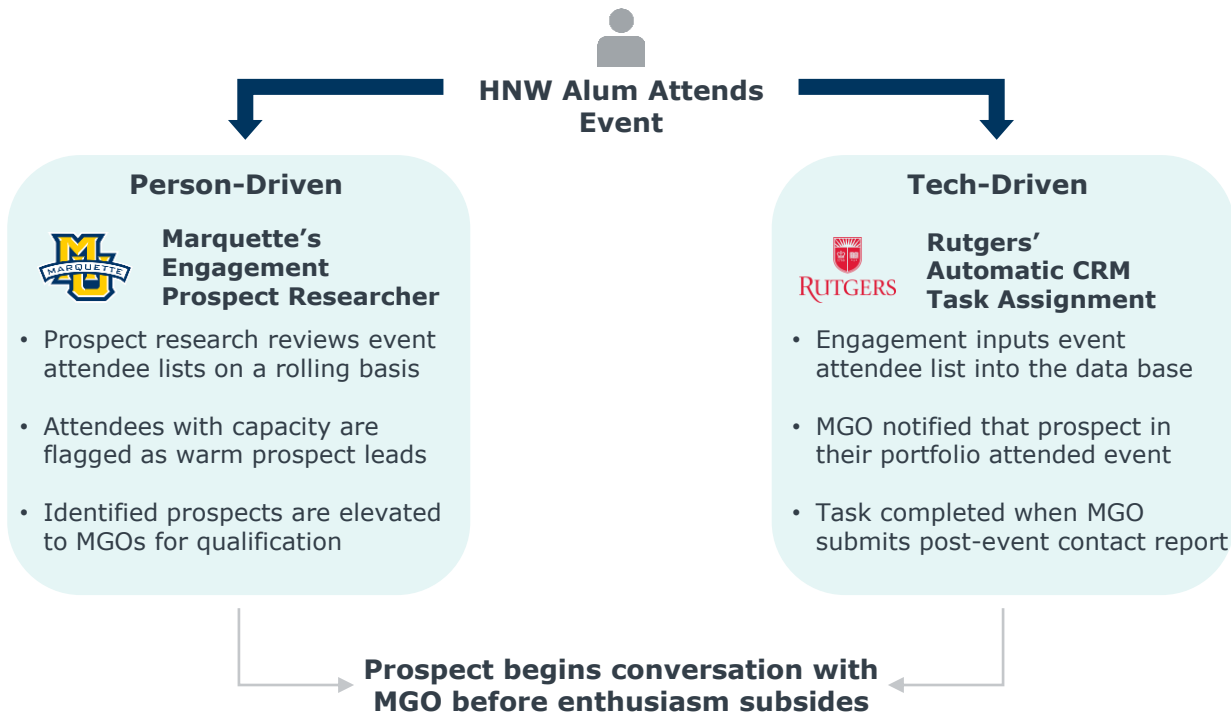 HNW Alum Attends
Event
Person-Driven
MU
MARQUETTE
Marquette’s
Engagement
Prospect Researcher
• Prospect research reviews event
attendee lists on a rolling basis
• Attendees with capacity are
flagged as warm prospect leads
• Identified prospects are elevated
to MGOs for qualification
Tech-Driven
RUTGERS
Rutgers’
Automatic CRM
Task Assignment
• Engagement inputs event
attendee list into the data base
• MGO notified that prospect in
their portfolio attended event
• Task completed when MGO
submits post-event contact report
Prospect begins conversation with
MGO before enthusiasm subsides